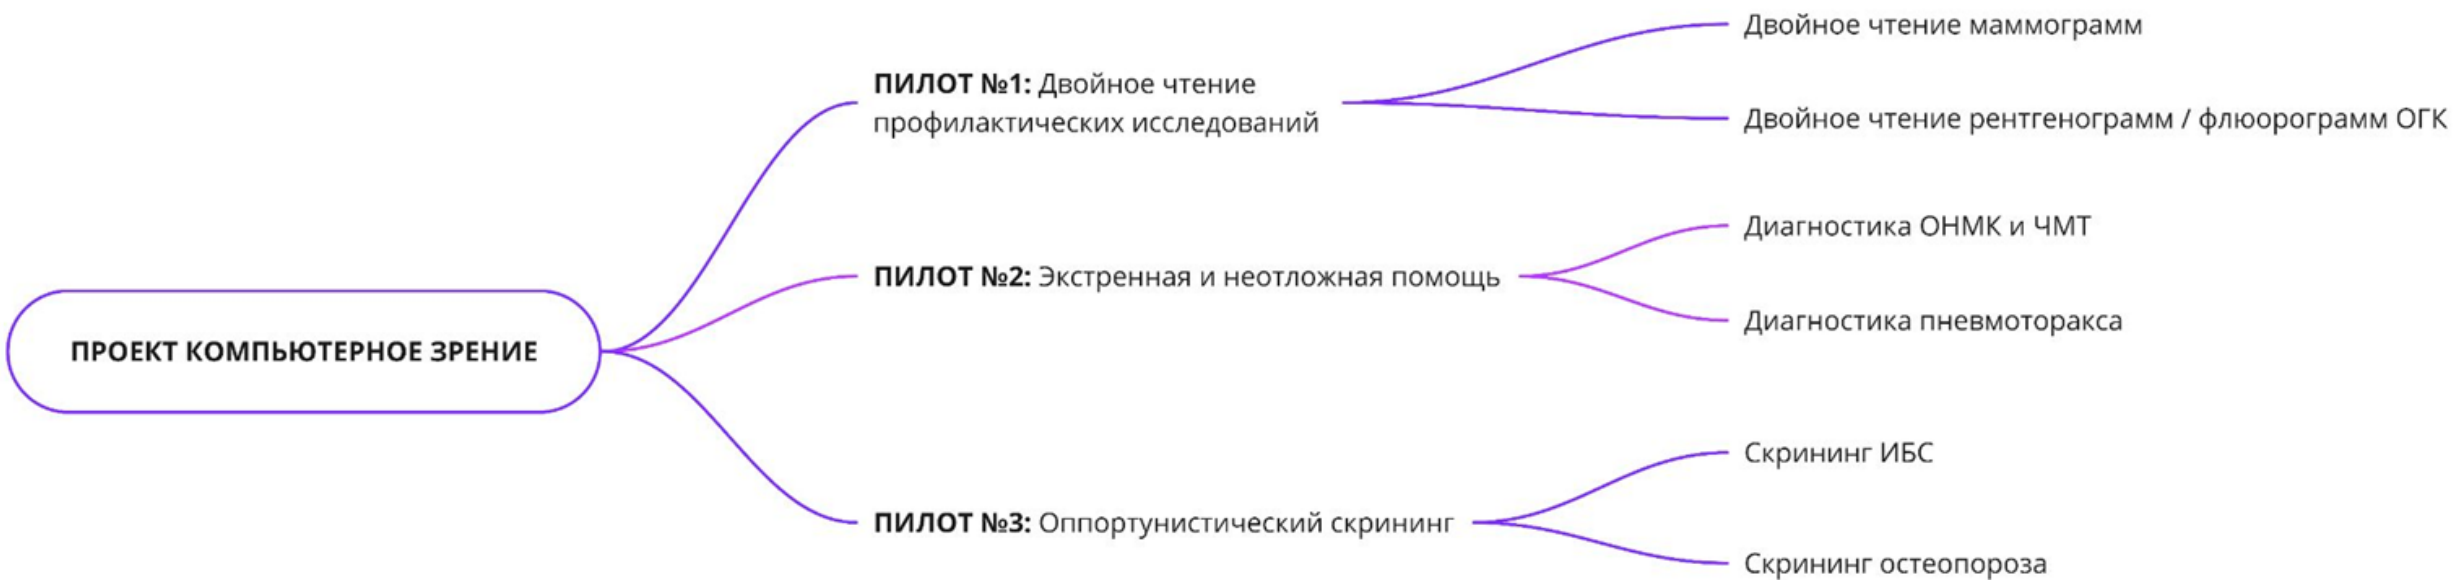 ПРОЕКТ КОМПЬЮТЕРНОЕ ЗРЕНИЕ
ПИЛОТ №1: Двойное чтение
профилактических исследований
Двойное чтение маммограмм
Двойное чтение рентгенограмм / флюорограмм ОГК
ПИЛОТ №2: Экстренная и неотложная помощь
Диагностика ОНМК и ЧМТ
Диагностика пневмоторакса
ПИЛОТ №3: Оппортунистический скрининг
Скрининг ИБС
Скрининг остеопороза